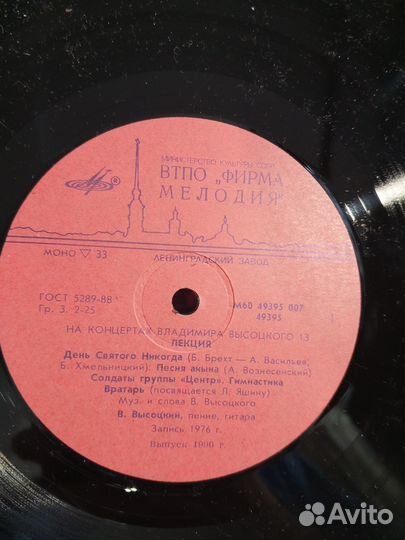 МИНИСТЕРСТВО КУЛЬТУРЫ СССР
ВТПО „ФИРМА
МЕЛОДИЯ"
МОНО ▽ 33
ЛЕНИНГРАДСКИЙ ЗАВОД
ГОСТ 5289-88
Гр. 3. 2-25
М60 49395 007
49395
1
НА КОНЦЕРТАХ ВЛАДИМИРА ВЫСОЦКОГО 13
ЛЕКЦИЯ
День Святого Никогда (Б. Брехт — А. Васильев,
Б. Хмельницкий). Песня акына (А. Вознесенский)
Солдаты группы «Центр». Гимнастика
Вратарь (посвящается Л. Яшину)
Муз. и слова В. Высоцкого
В. Высоцкий, пение, гитара
Запись 1976 г.
Выпуск 1990 г.
Avito